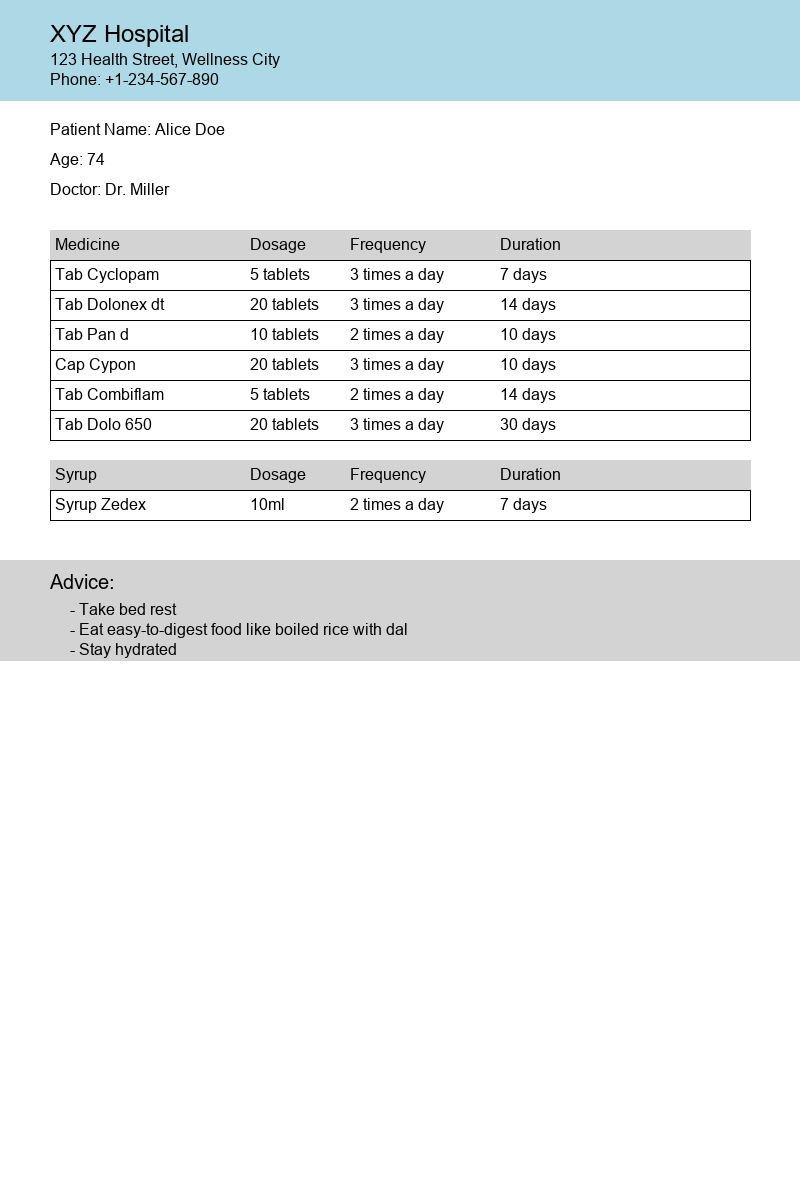 XYZ Hospital
123 Health Street, Wellness City
Phone: +1-234-567-890
Patient Name: Alice Doe
Age: 74
Doctor: Dr. Miller
Medicine Dosage Frequency Duration
Tab Cyclopam 5 tablets 3 times a day 7 days
Tab Dolonex dt 20 tablets 3 times a day 14 days
Tab Pan d 10 tablets 2 times a day 10 days
Cap Cypon 20 tablets 3 times a day 10 days
Tab Combiflam 5 tablets 2 times a day 14 days
Tab Dolo 650 20 tablets 3 times a day 30 days
Syrup Dosage Frequency Duration
Syrup Zedex 10ml 2 times a day 7 days
Advice:
- Take bed rest
- Eat easy-to-digest food like boiled rice with dal
- Stay hydrated